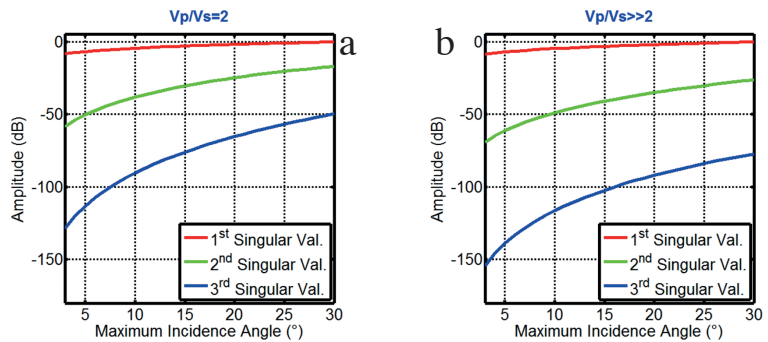 Vp/Vs=2
a
0
-50
-100
-150
Amplitude (dB)
1st Singular Val.
2nd Singular Val.
3rd Singular Val.
5 10 15 20 25 30
Maximum Incidence Angle (°)
Vp/Vs>>2
b
0
-50
-100
-150
Amplitude (dB)
1st Singular Val.
2nd Singular Val.
3rd Singular Val.
5 10 15 20 25 30
Maximum Incidence Angle (°)